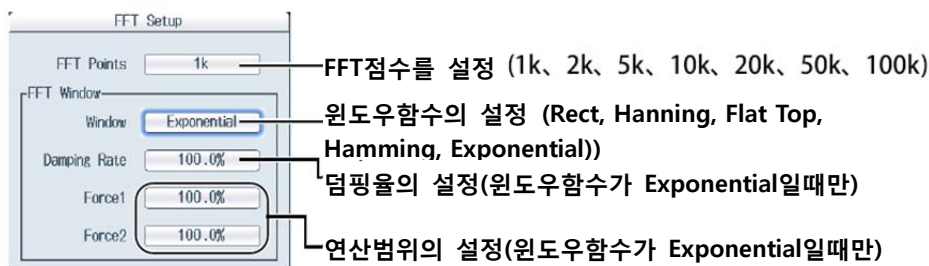 FFT Setup
FFT Points 1k FFT점수를 설정 (1k、2k、5k、10k、20k、50k、100k)
FFT Window
Window Exponential 윈도우함수의 설정 (Rect, Hanning, Flat Top,
Hamming, Exponential))
Damping Rate 100.0% 덤핑율의 설정(윈도우함수가 Exponential일때만)
Force1 100.0%
Force2 100.0% 연산범위의 설정(윈도우함수가 Exponential일때만)